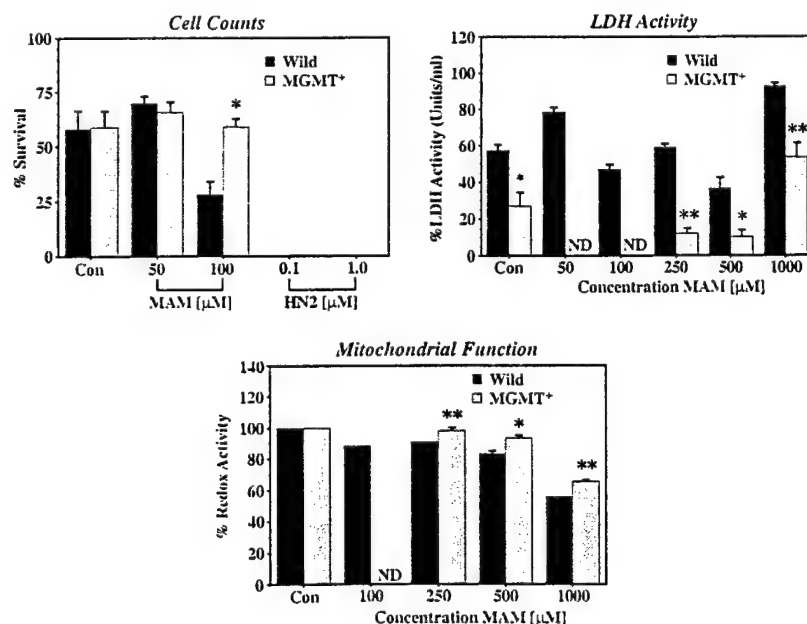 Cell Counts
100
75
50
25
0
% Survival
Wild
MGMT+
*
Con
50
100
0.1
1.0
MAM [µM]
HN2 [µM]
LDH Activity
120
100
80
60
40
20
0
%LDH Activity (Units/ml)
Wild
MGMT+
*
ND
ND
**
*
**
Con
50
100
250
500
1000
Concentration MAM [µM]
Mitochondrial Function
140
120
100
80
60
40
20
0
% Redox Activity
Wild
MGMT+
ND
**
*
**
Con
100
250
500
1000
Concentration MAM [µM]